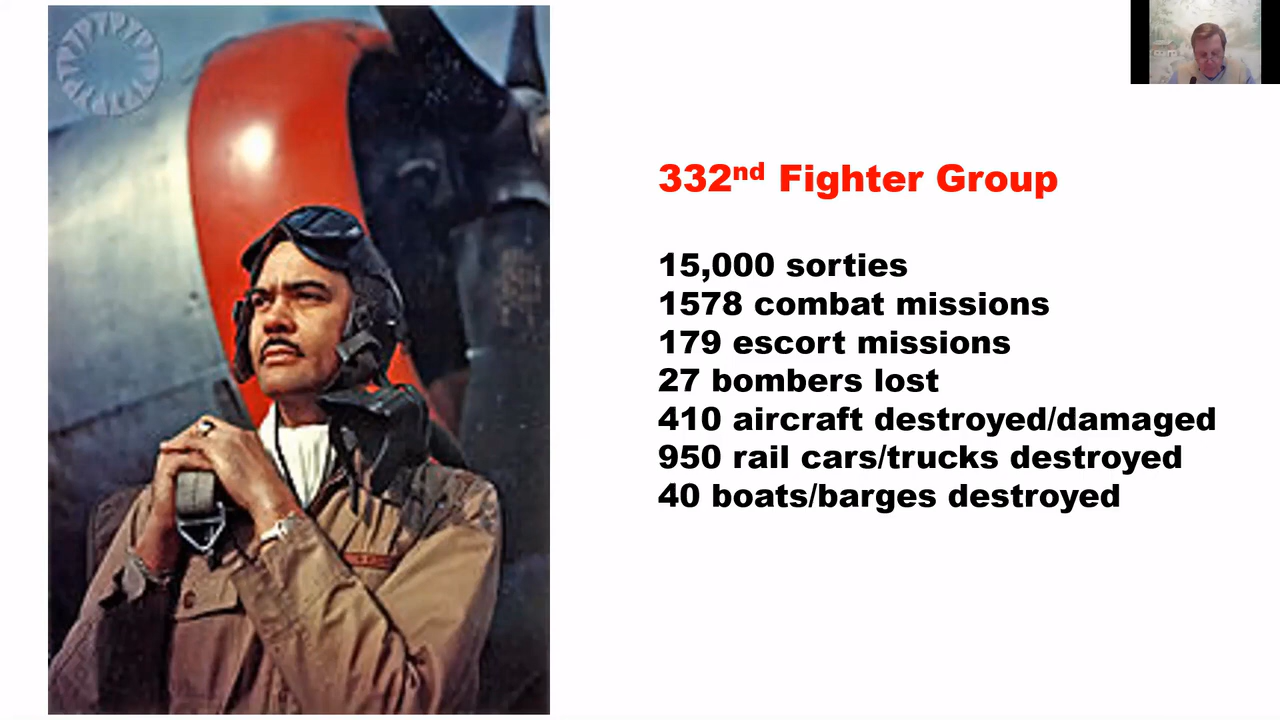 332nd Fighter Group
15,000 sorties
1578 combat missions
179 escort missions
27 bombers lost
410 aircraft destroyed/damaged
950 rail cars/trucks destroyed
40 boats/barges destroyed